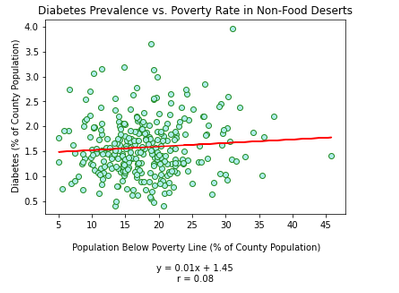 Diabetes Prevalence vs. Poverty Rate in Non-Food Deserts
Diabetes (% of County Population)
4.0
3.5
3.0
2.5
2.0
1.5
1.0
0.5
5 10 15 20 25 30 35 40 45
Population Below Poverty Line (% of County Population)
y = 0.01x + 1.45
r = 0.08